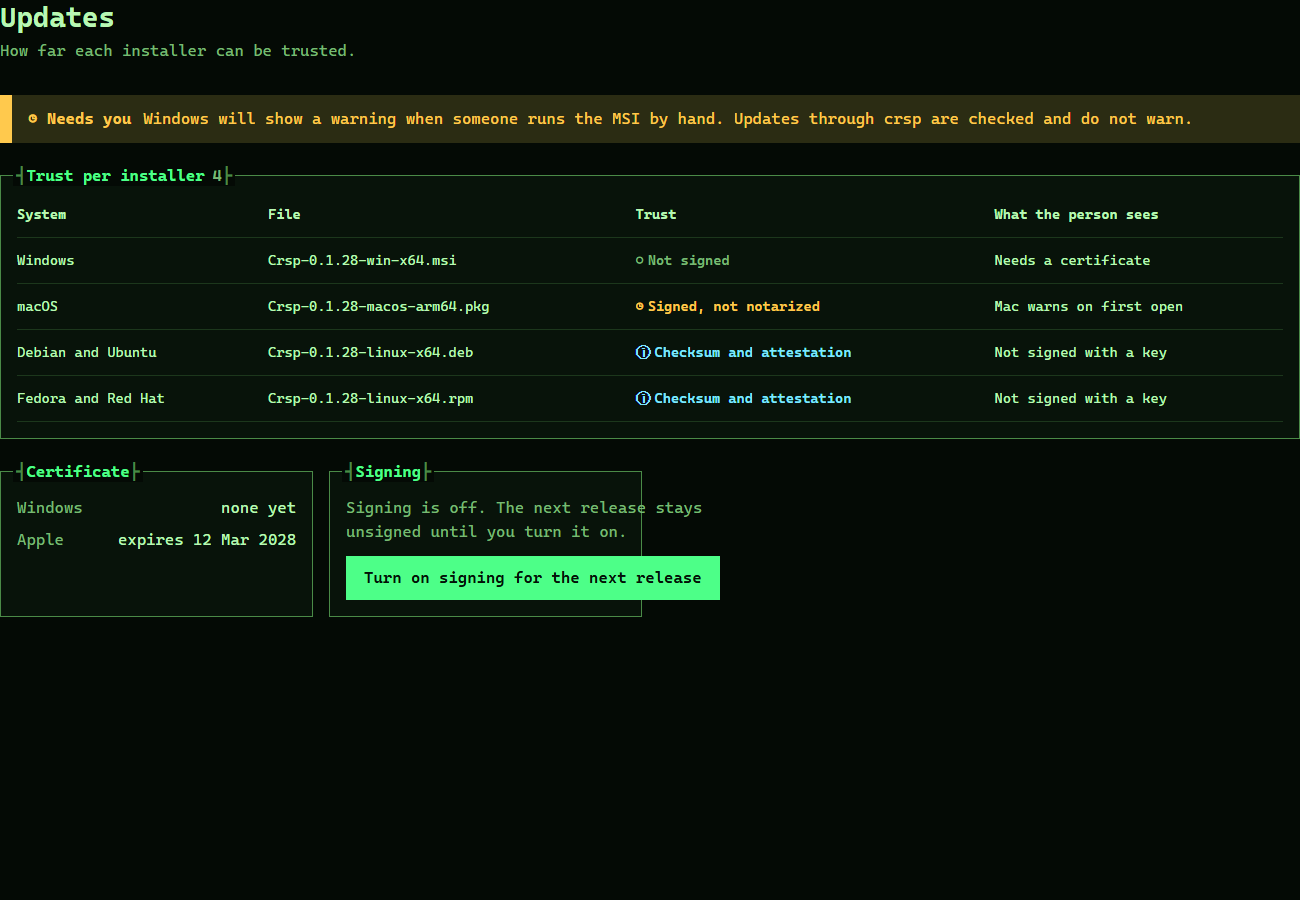 Updates
How far each installer can be trusted.
Needs you Windows will show a warning when someone runs the MSI by hand. Updates through crsp are checked and do not warn.
Trust per installer 4
System File Trust What the person sees
Windows Crsp-0.1.28-win-x64.msi Not signed Needs a certificate
macOS Crsp-0.1.28-macos-arm64.pkg Signed, not notarized Mac warns on first open
Debian and Ubuntu Crsp-0.1.28-linux-x64.deb Checksum and attestation Not signed with a key
Fedora and Red Hat Crsp-0.1.28-linux-x64.rpm Checksum and attestation Not signed with a key
Certificate
Windows none yet
Apple expires 12 Mar 2028
Signing
Signing is off. The next release stays
unsigned until you turn it on.
Turn on signing for the next release